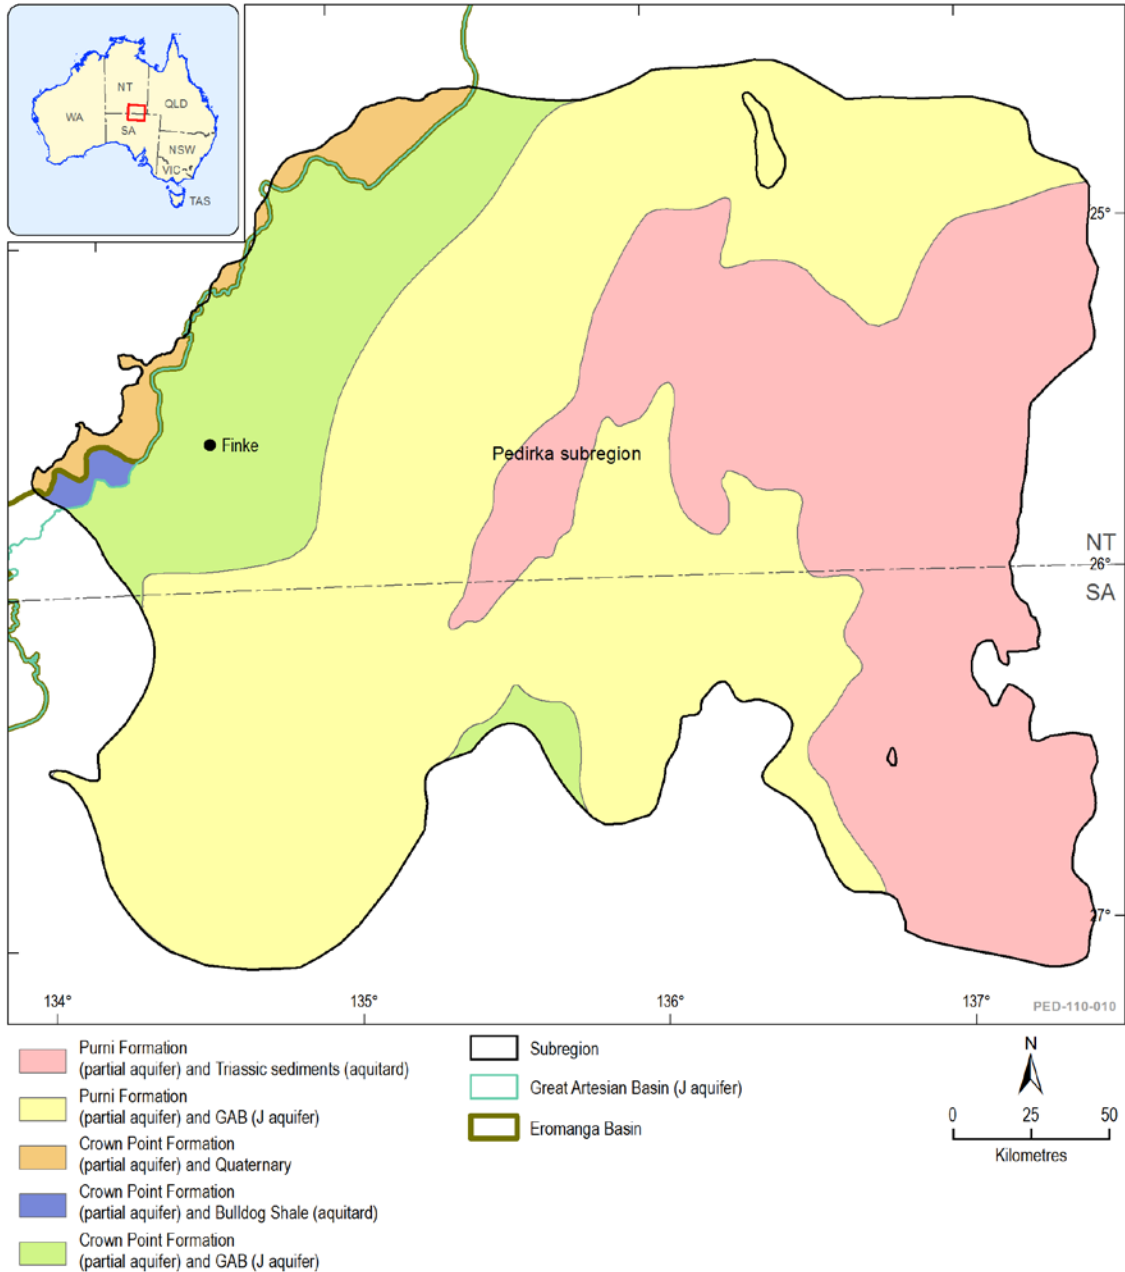 NT
QLD
WA
SA
NSW
VIC
TAS
25°
Finke
Pedirka subregion
NT
26°
SA
27°
134°
135°
136°
137°
PED-110-010
Purni Formation
(partial aquifer) and Triassic sediments (aquitard)
Purni Formation
(partial aquifer) and GAB (J aquifer)
Crown Point Formation
(partial aquifer) and Quaternary
Crown Point Formation
(partial aquifer) and Bulldog Shale (aquitard)
Crown Point Formation
(partial aquifer) and GAB (J aquifer)
Subregion
Great Artesian Basin (J aquifer)
Eromanga Basin
N
0 25 50
Kilometres